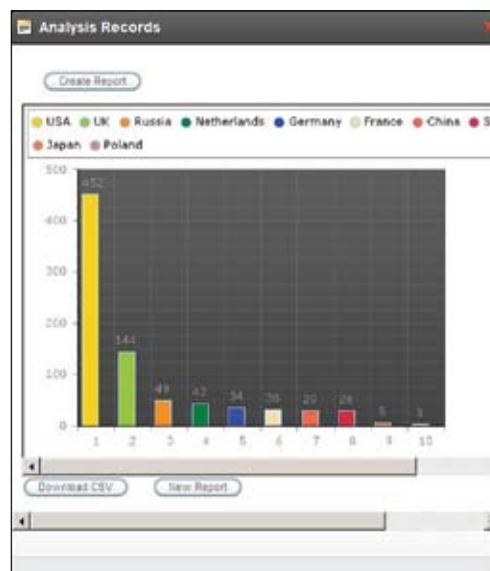 Analysis Records
Create Report
USA UK Russia Netherlands Germany France China S
Japan Poland
500
400
300
200
100
0
452
144
49
42
34
20
5
1 2 3 4 5 6 7 8 9 10
Download CSV New Report